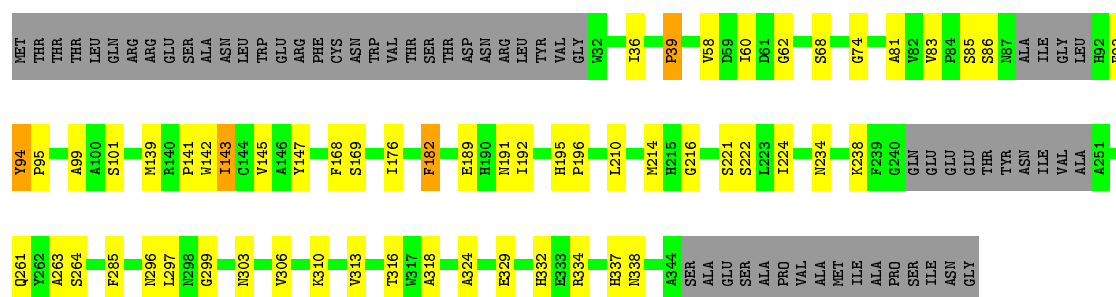 MET THR THR THR LEU GLN ARG ARG GLU SER ALA ASN LEU TRP GLU ARG PHE CYS ASN TRP VAL THR SER THR ASP ASN ARG LEU TYR VAL GLY W32 I36 P39 V58 D59 I60 D61 G62 S68 G74 A81 V82 V83 P84 S85 S86 N87 ALA ILE GLY LEU H92
Y94 P95 A99 A100 S101 M139 R140 P141 W142 I143 C144 V145 A146 Y147 F168 S169 I176 F182 E189 H190 N191 I192 H195 P196 L210 M214 H215 G216 S221 S222 L223 I224 N234 K238 F239 G240 GLN GLU GLU GLU THR TYR ASN ILE VAL ALA A251
Q261 Y262 A263 S264 F285 N296 L297 N298 G299 N303 V306 K310 V313 T316 W317 A318 A324 E329 H332 E333 R334 H337 N338 A344 SER ALA GLU SER ALA PRO VAL ALA MET ILE ALA PRO SER ILE ASN GLY